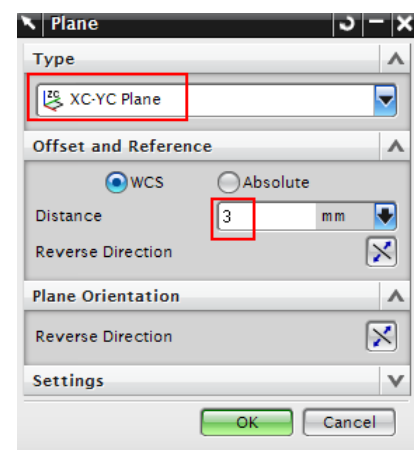 Plane
Type
ZC XC-YC Plane
Offset and Reference
WCS Absolute
Distance 3 mm
Reverse Direction
Plane Orientation
Reverse Direction
Settings
OK Cancel